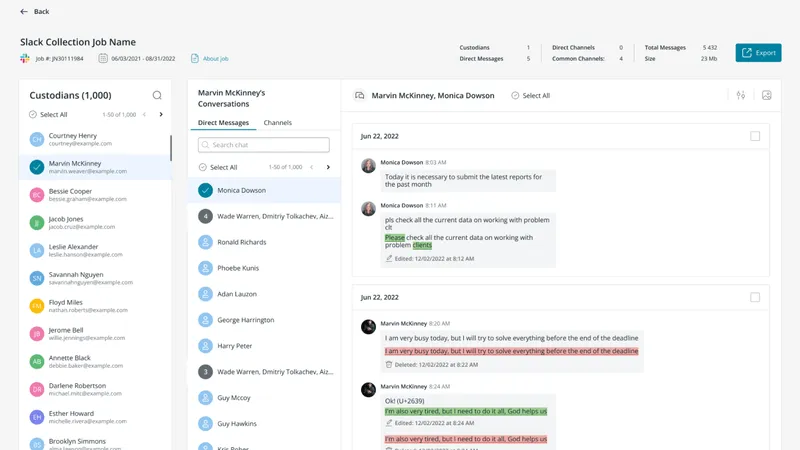 Back
Slack Collection Job Name
Job #: JN30111984
06/03/2021 - 08/31/2022
About Job
Custodians 1
Direct Messages 5
Direct Channels 0
Common Channels: 4
Total Messages 5 432
Size 23 Mb
Export
Custodians (1,000)
Select All
1-50 of 1,000
CH
Courtney Henry
courtney@example.com
Marvin McKinney
marvin.weaver@example.com
BC
Bessie Cooper
bessie.graham@example.com
JJ
Jacob Jones
jacob.cruz@example.com
LA
Leslie Alexander
leslie.hanson@example.com
SN
Savannah Nguyen
savannahnguyen@example.com
FM
Floyd Miles
nathan.roberts@example.com
JB
Jerome Bell
willie.jennings@example.com
AB
Annette Black
debbie.baker@example.com
DR
Darlene Robertson
michael.mitc@example.com
EH
Esther Howard
michelle.rivera@example.com
BS
Brooklyn Simmons
Marvin McKinney's
Conversations
Direct Messages
Channels
Search chat
Select All
1-50 of 1,000
Monica Dowson
4
Wade Warren, Dmitriy Tolkachev, Aiz...
Ronald Richards
Phoebe Kunis
Adan Lauzon
George Harrington
Harry Peter
3
Wade Warren, Dmitriy Tolkachev, Aiz...
Guy Mccoy
Guy Hawkins
Marvin McKinney, Monica Dowson
Select All
Jun 22, 2022
Monica Dowson 8:03 AM
Today it is necessary to submit the latest reports for
the past month
Monica Dowson 8:11 AM
pls check all the current data on working with problem
clt
Please check all the current data on working with
problem clients
Edited: 12/02/2022 at 8:12 AM
Jun 22, 2022
Marvin McKinney 8:20 AM
I am very busy today, but I will try to solve everything before the end of the deadline
I am very busy today, but I will try to solve everything before the end of the deadline
Deleted: 12/02/2022 at 8:22 AM
Marvin McKinney 8:24 AM
Ok! (U+2639)
I'm also very tired, but I need to do it all, God helps us
Edited: 12/02/2022 at 8:24 AM
I'm also very tired, but I need to do it all, God helps us